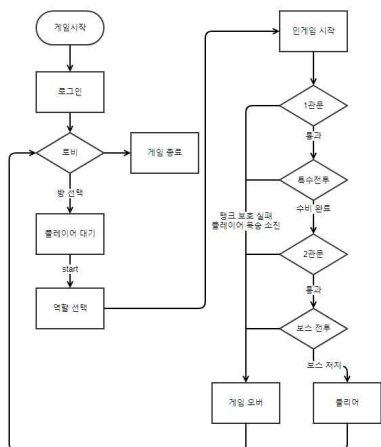 게임시작
로그인
로비
게임 종료
방 선택
플레이어 대기
start
역할 선택
인게임 시작
1관문
통과
특수전투
수비 완료
탱크 보호 실패
플레이어 목숨 소진
2관문
통과
보스 전투
보스 처치
게임 오버
클리어